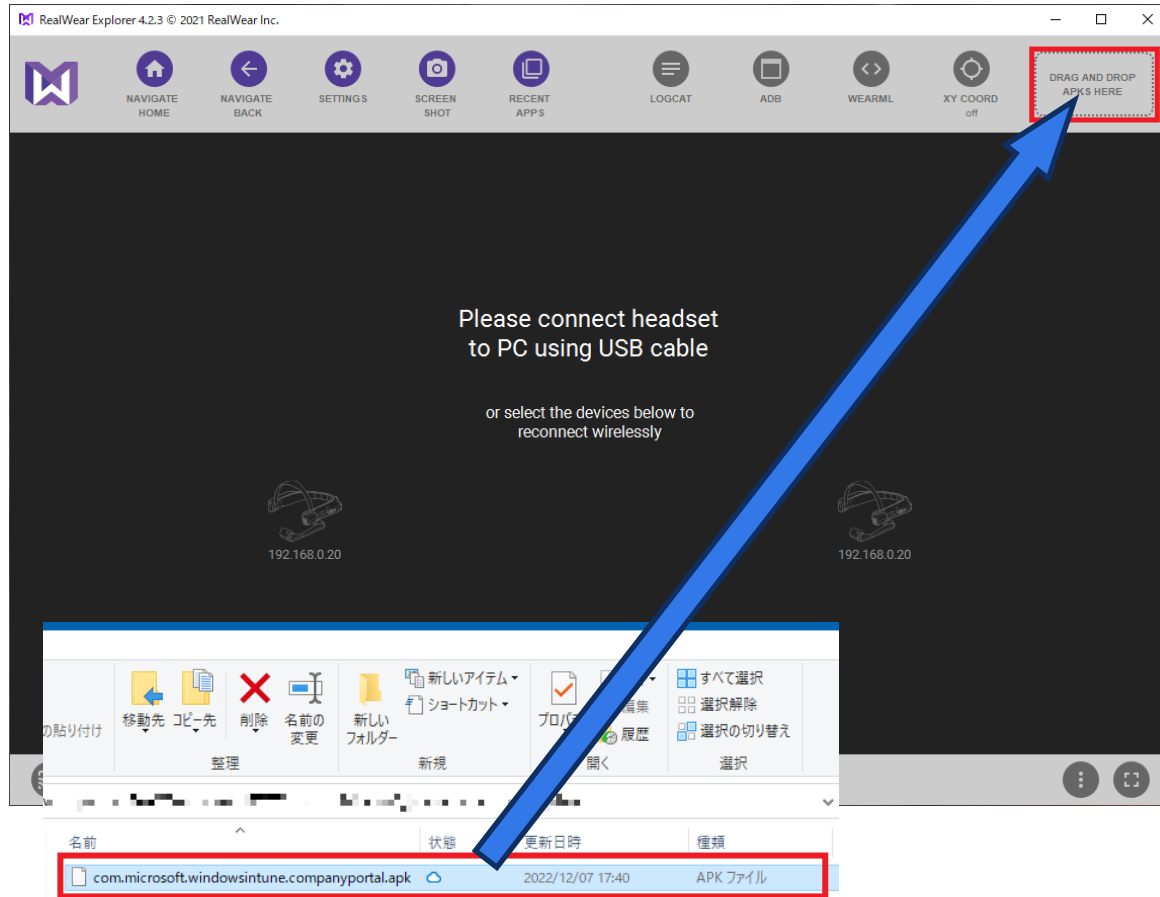 RealWear Explorer 4.2.3 © 2021 RealWear Inc.
NAVIGATE
HOME
NAVIGATE
BACK
SETTINGS
SCREEN
SHOT
RECENT
APPS
LOGCAT
ADB
WEARML
XY COORD
off
DRAG AND DROP
APKS HERE
Please connect headset
to PC using USB cable
or select the devices below to
reconnect wirelessly
192.168.0.20
192.168.0.20
の貼り付け
移動先
コピー先
削除
名前の
変更
整理
新しい
フォルダー
新しいアイテム
ショートカット
新規
プロパティ
編集
履歴
開く
すべて選択
選択解除
選択の切り替え
選択
名前
状態
更新日時
種類
com.microsoft.windowsintune.companyportal.apk
2022/12/07 17:40
APK ファイル